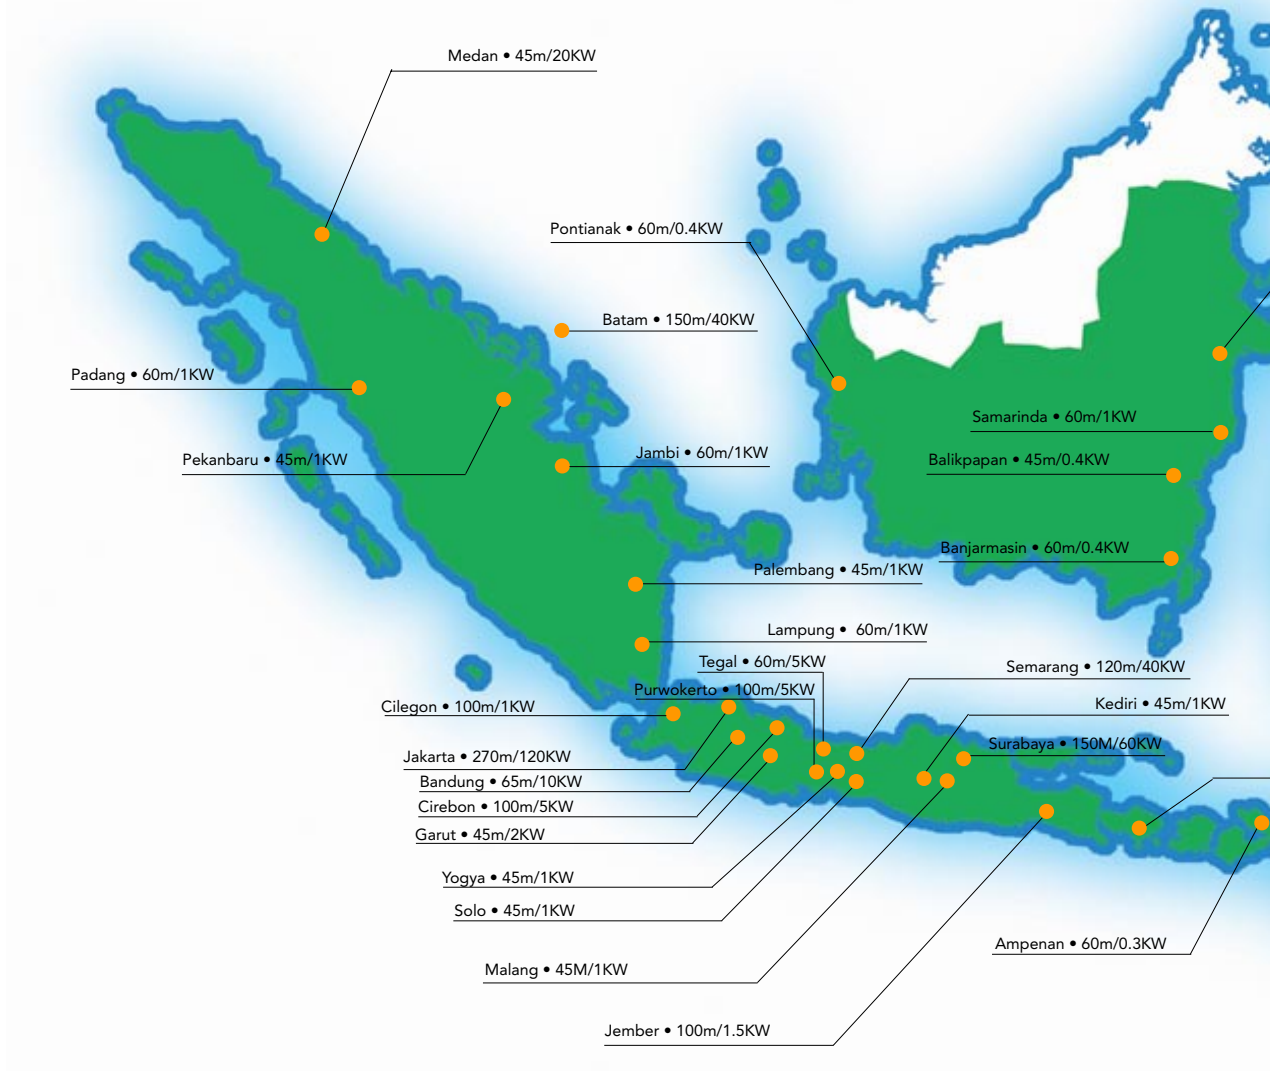 Medan • 45m/20KW
Pontianak • 60m/0.4KW
Batam • 150m/40KW
Padang • 60m/1KW
Samarinda • 60m/1KW
Pekanbaru • 45m/1KW
Jambi • 60m/1KW
Balikpapan • 45m/0.4KW
Banjarmasin • 60m/0.4KW
Palembang • 45m/1KW
Lampung • 60m/1KW
Tegal • 60m/5KW
Semarang • 120m/40KW
Purwokerto • 100m/5KW
Cilegon • 100m/1KW
Kediri • 45m/1KW
Surabaya • 150M/60KW
Jakarta • 270m/120KW
Bandung • 65m/10KW
Cirebon • 100m/5KW
Garut • 45m/2KW
Yogya • 45m/1KW
Solo • 45m/1KW
Ampenan • 60m/0.3KW
Malang • 45M/1KW
Jember • 100m/1.5KW